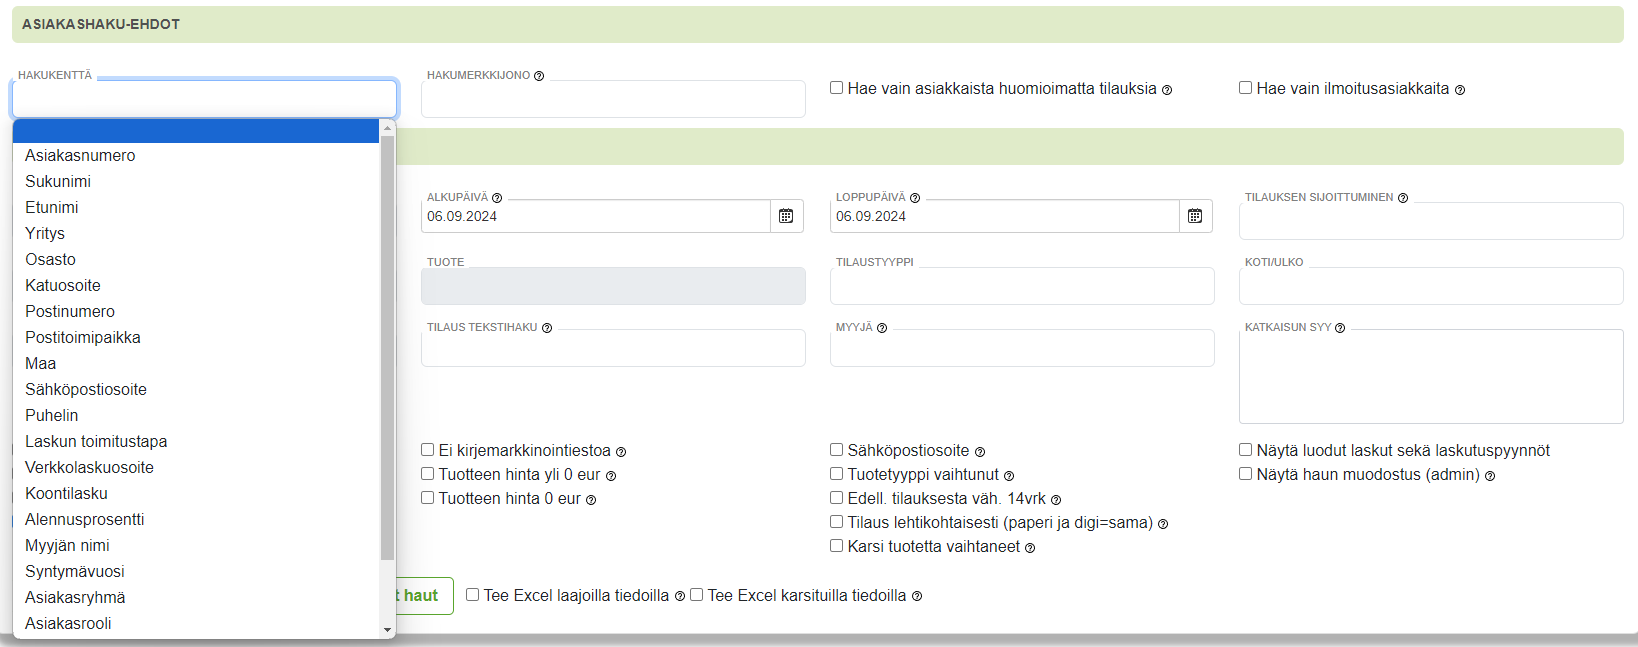 ASIAKASHAKU-EHDOT
HAKUKENTTÄ
HAKUMERKKIJONO
Hae vain asiakkaista huomioimatta tilauksia
Hae vain ilmoitusasiakkaita
Asiakasnumero
Sukunimi
Etunimi
Yritys
Osasto
Katuosoite
Postinumero
Postitoimipaikka
Maa
Sähköpostiosoite
Puhelin
Laskun toimitustapa
Verkkolaskuosoite
Koontilasku
Alennusprosentti
Myyjän nimi
Syntymävuosi
Asiakasryhmä
Asiakasrooli
ALKUPÄIVÄ
06.09.2024
LOPPUPÄIVÄ
06.09.2024
TILAUKSEN SIJOITTUMINEN
TUOTE
TILAUSTYYPPI
KOTI/ULKO
TILAUS TEKSTIHAKU
MYYJÄ
KATKAISUN SYY
Ei kirjemarkkinointiestoa
Tuotteen hinta yli 0 eur
Tuotteen hinta 0 eur
Sähköpostiosoite
Tuotetyyppi vaihtunut
Edell. tilauksesta väh. 14vrk
Tilaus lehtikohtaisesti (paperi ja digi=sama)
Karsi tuotetta vaihtaneet
Näytä luodut laskut sekä laskutuspyynnöt
Näytä haun muodostus (admin)
t haut
Tee Excel laajoilla tiedoilla
Tee Excel karsituilla tiedoilla